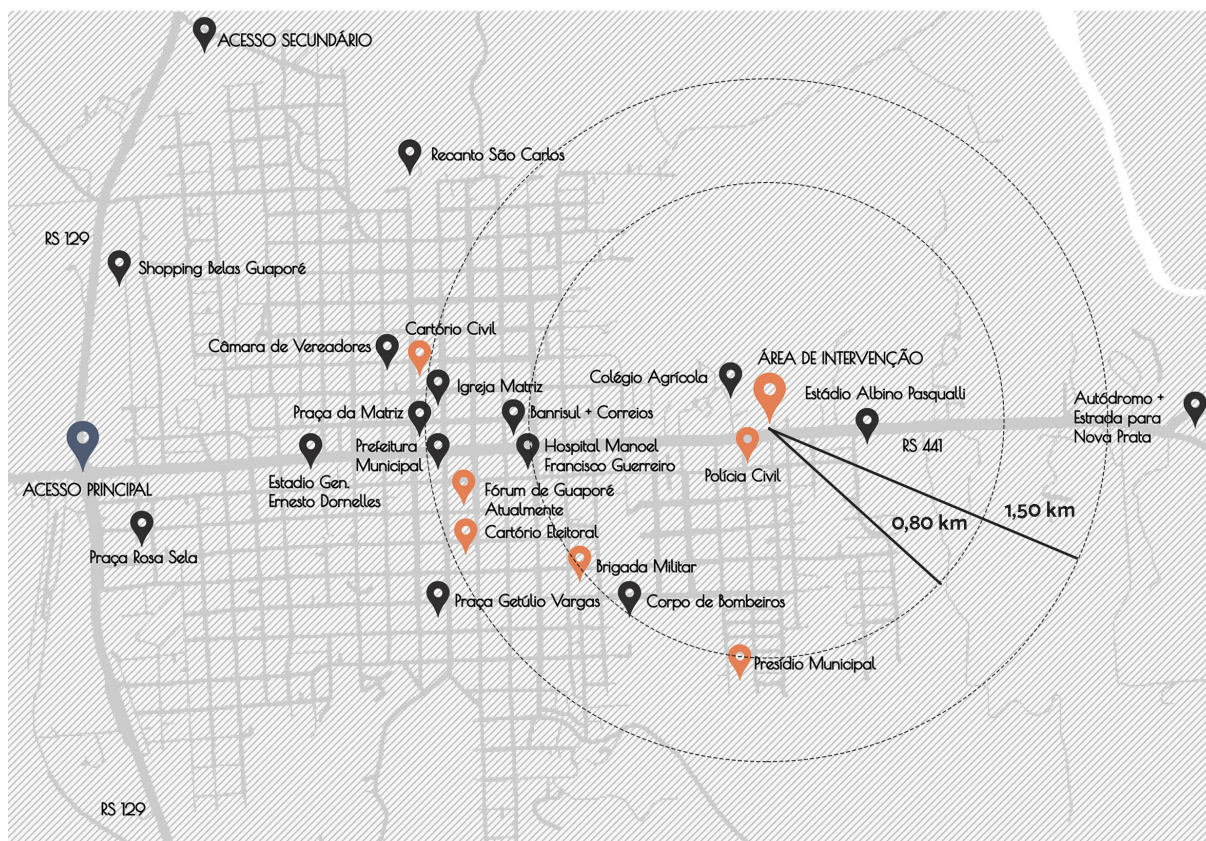 ACESSO SECUNDÁRIO
Recanto São Carlos
RS 129
Shopping Belas Guaporé
Cartório Civil
Câmara de Vereadores
ÁREA DE INTERVENÇÃO
Colégio Agrícola
Igreja Matriz
Estádio Albino Pasqualli
Autódromo +
Estrada para
Nova Prata
Praça da Matriz
Banrisul + Correios
Prefeitura
Municipal
Hospital Manoel
Francisco Guerreiro
RS 441
Polícia Civil
Estadio Gen.
Ernesto Dornelles
ACESSO PRINCIPAL
Fórum de Guaporé
Atualmente
1,50 km
0,80 km
Cartório Eleitoral
Praça Rosa Sela
Brigada Militar
Praça Getúlio Vargas
Corpo de Bombeiros
Presídio Municipal
RS 129